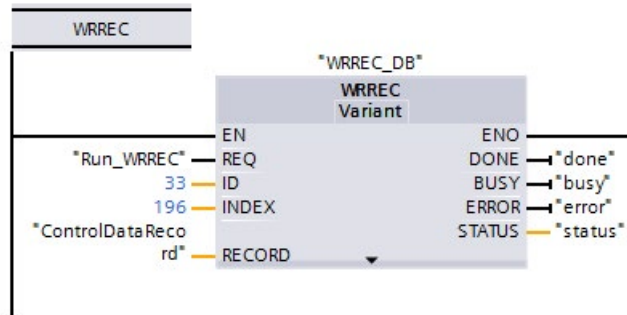 WRREC
"WRREC_DB"
WRREC
Variant
EN ENO
"Run_WRREC" REQ DONE "done"
33 ID BUSY "busy"
196 INDEX ERROR "error"
"ControlDataReco STATUS "status"
rd" RECORD